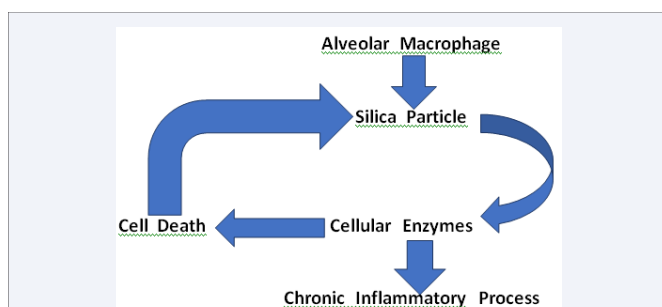 Alveolar Macrophage
Silica Particle
Cell Death
Cellular Enzymes
Chronic Inflammatory Process